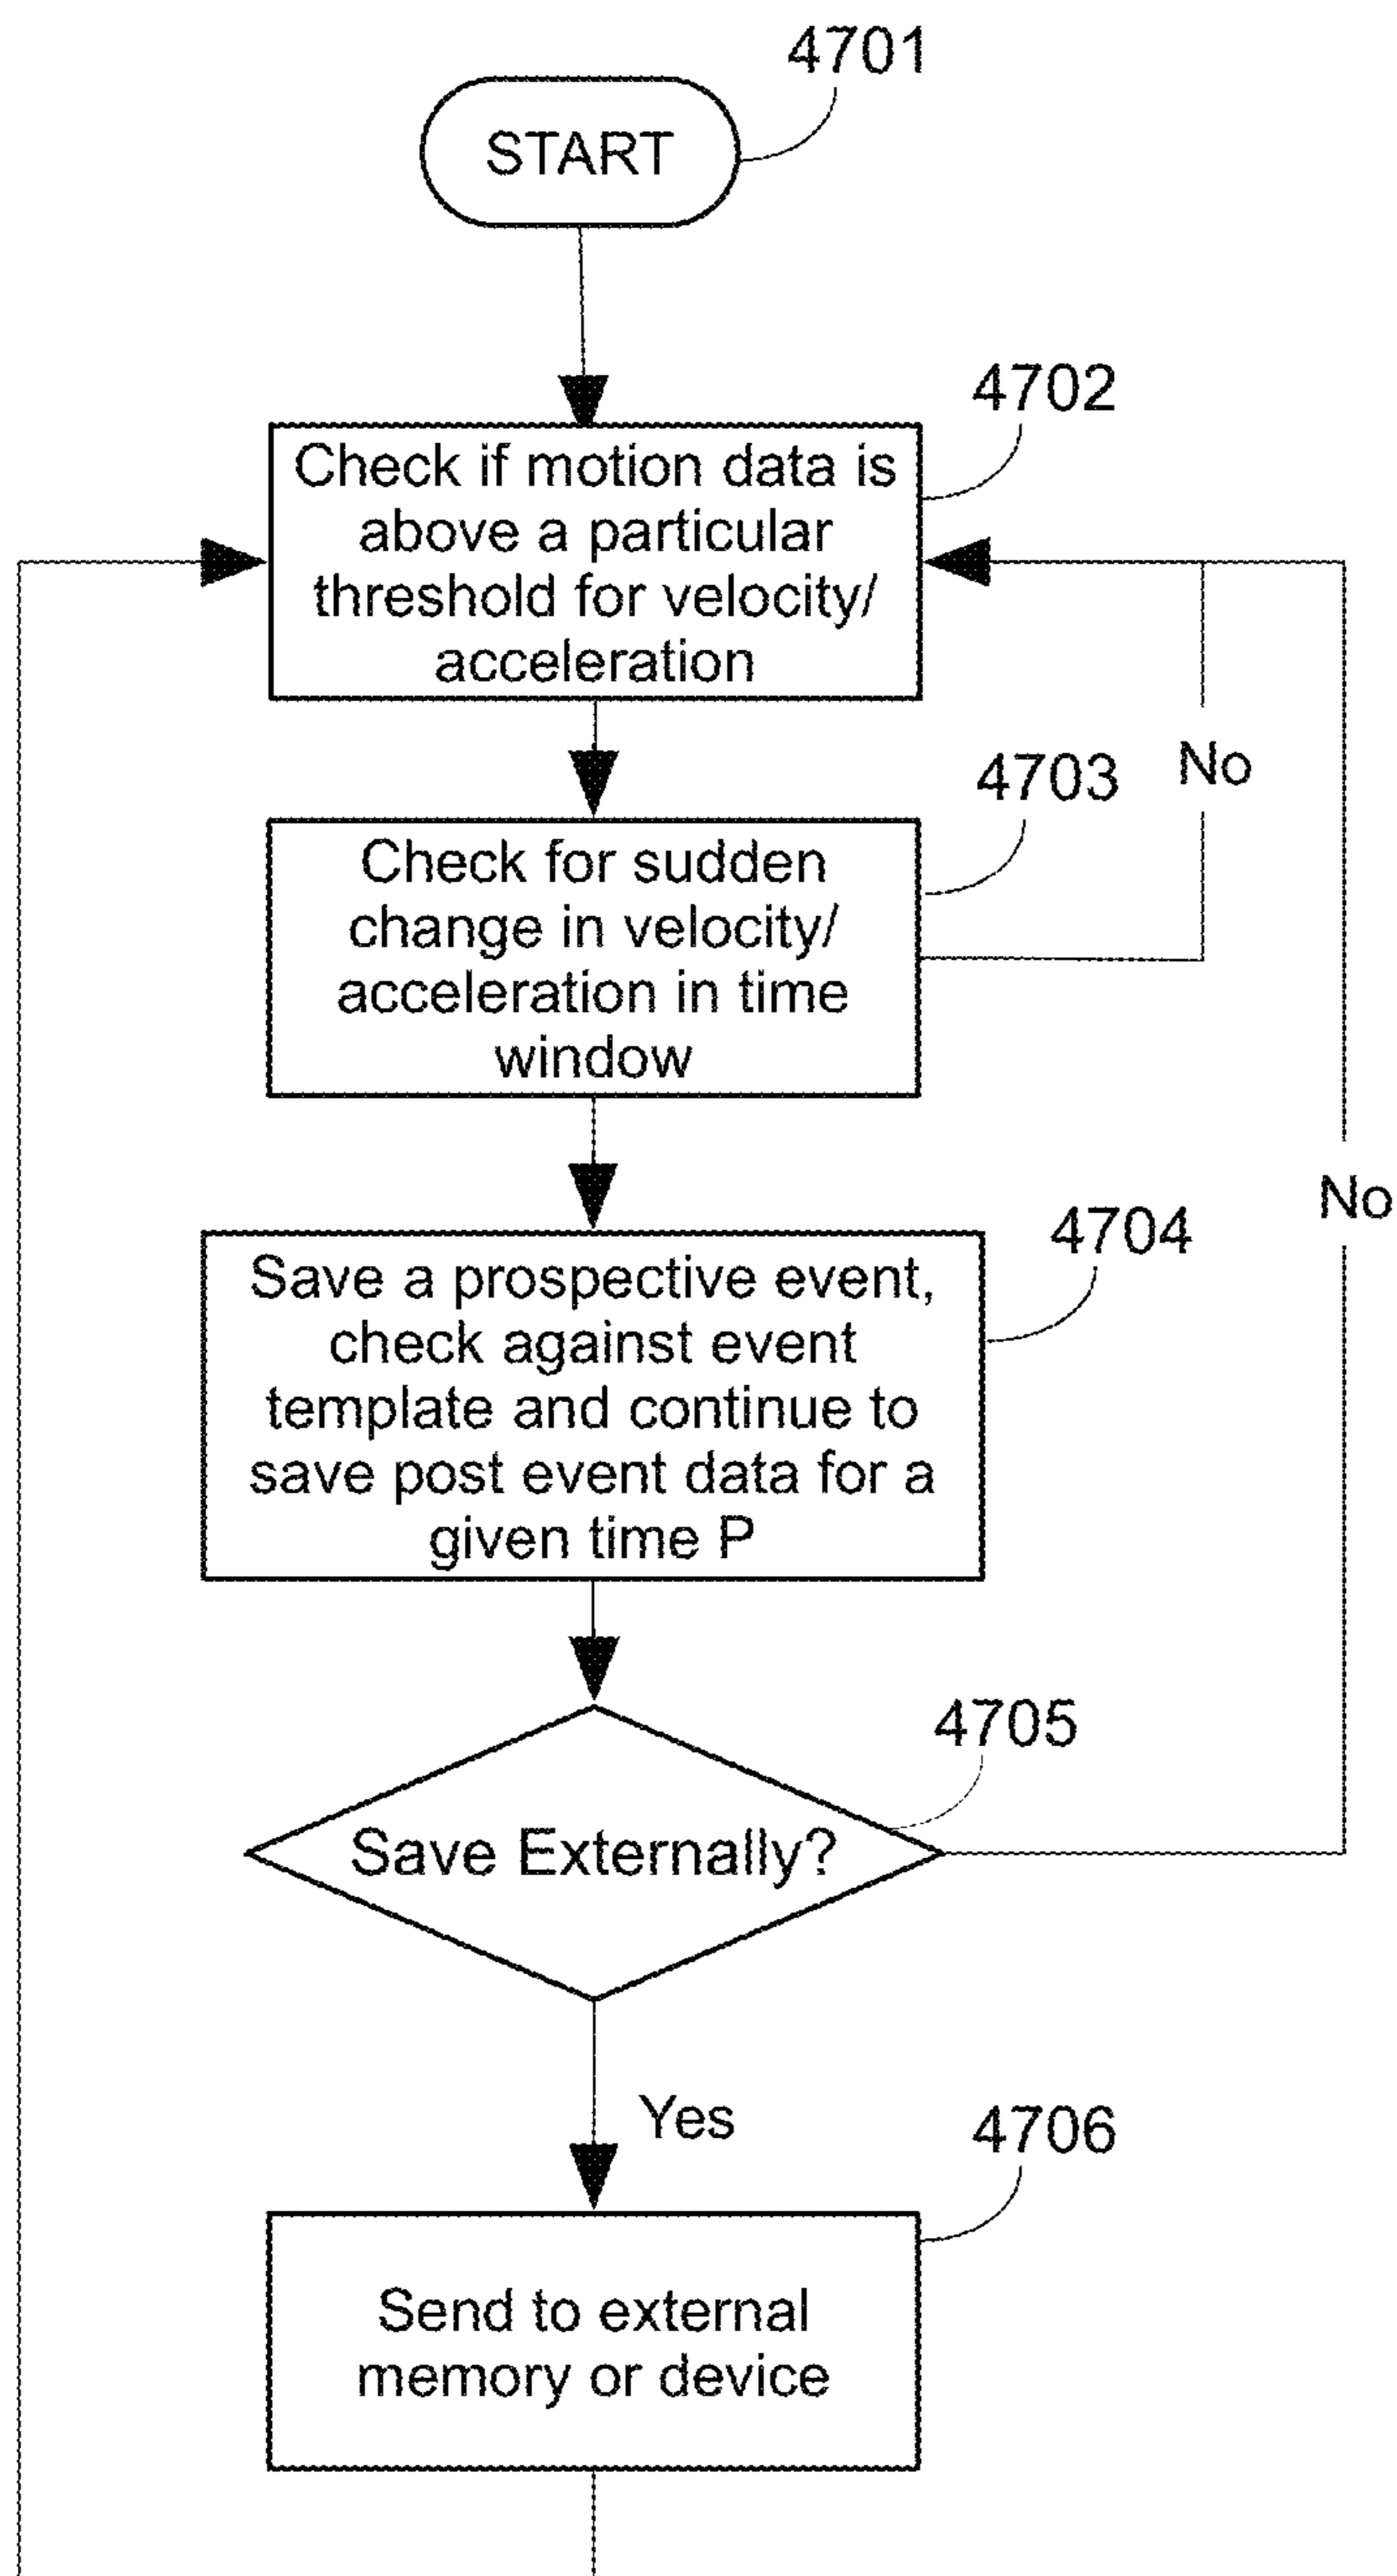 4701
START
4702
Check if motion data is
above a particular
threshold for velocity/
acceleration
4703
No
Check for sudden
change in velocity/
acceleration in time
window
No
4704
Save a prospective event,
check against event
template and continue to
save post event data for a
given time P
4705
Save Externally?
Yes
4706
Send to external
memory or device